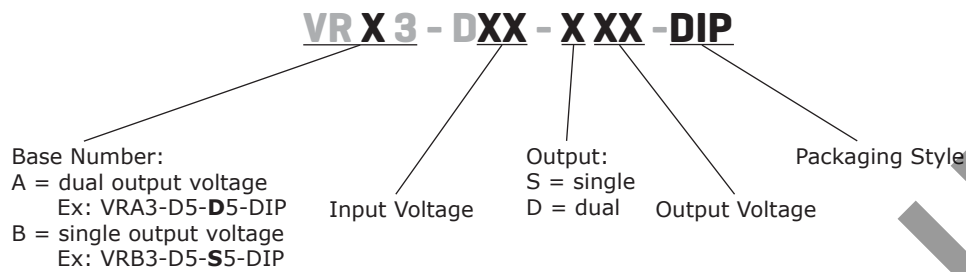 VR X 3 - DXX - X XX -DIP
Base Number:
A = dual output voltage
Ex: VRA3-D5-D5-DIP
B = single output voltage
Ex: VRB3-D5-S5-DIP
Input Voltage
Output:
S = single
D = dual
Output Voltage
Packaging Style